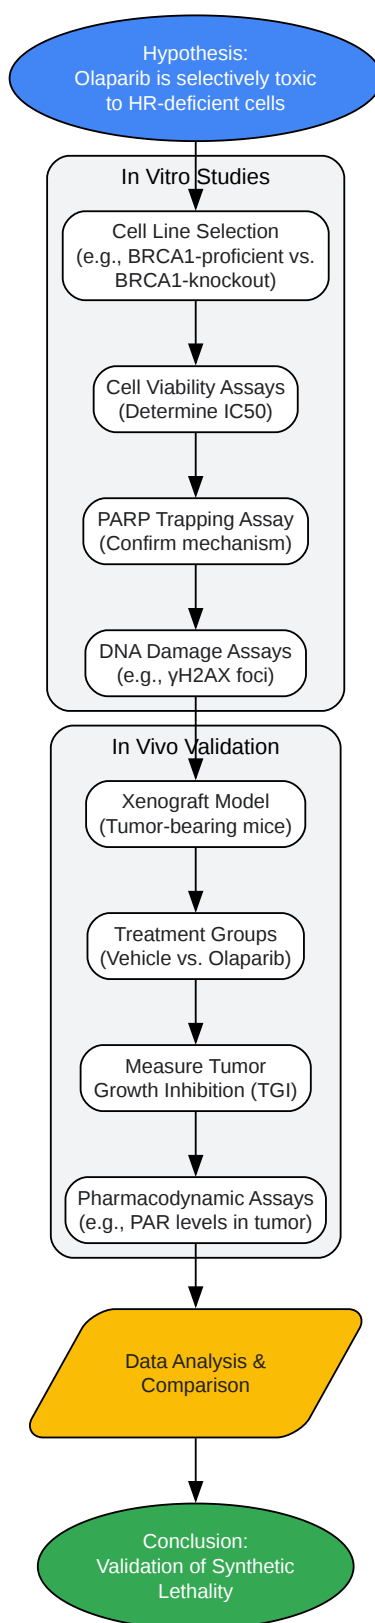 Hypothesis:
Olaparib is selectively toxic
to HR-deficient cells
In Vitro Studies
Cell Line Selection
(e.g., BRCA1-proficient vs.
BRCA1-knockout)
Cell Viability Assays
(Determine IC50)
PARP Trapping Assay
(Confirm mechanism)
DNA Damage Assays
(e.g., γH2AX foci)
In Vivo Validation
Xenograft Model
(Tumor-bearing mice)
Treatment Groups
(Vehicle vs. Olaparib)
Measure Tumor
Growth Inhibition (TGI)
Pharmacodynamic Assays
(e.g., PAR levels in tumor)
Data Analysis &
Comparison
Conclusion:
Validation of Synthetic
Lethality